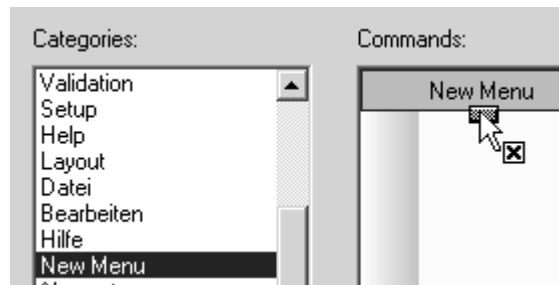 Categories:
Commands:
Validation
Setup
Help
Layout
Datei
Bearbeiten
Hilfe
New Menu
New Menu